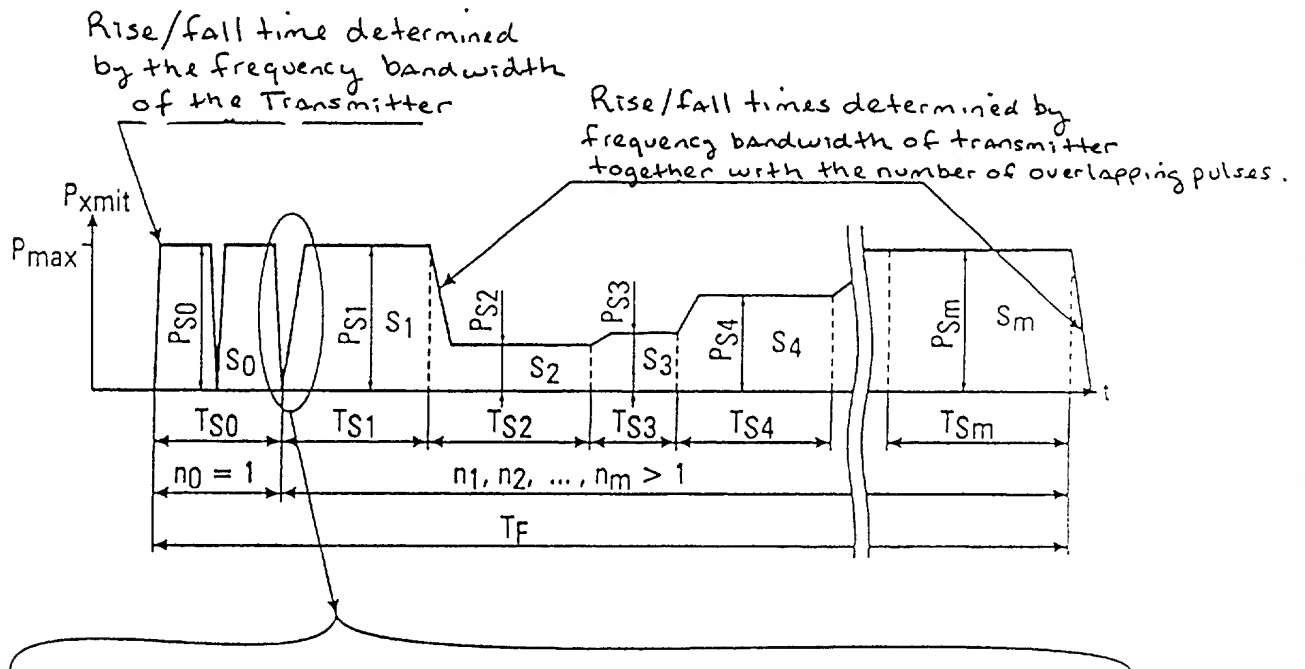 Rise/fall time determined
by the frequency bandwidth
of the Transmitter
Rise/fall times determined by
frequency bandwidth of transmitter
together with the number of overlapping pulses.
Pxmit
Pmax
PS0
S0
PS1
S1
PS2
S2
PS3
S3
PS4
S4
PSm
Sm
TS0
TS1
TS2
TS3
TS4
TSm
n0 = 1
n1, n2, ..., nm > 1
TF